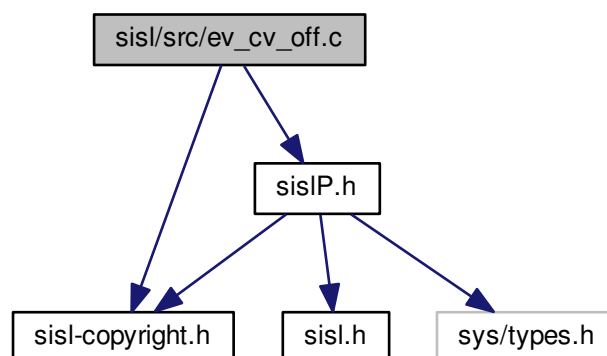 sisl/src/ev_cv_off.c
sislP.h
sisl-copyright.h
sisl.h
sys/types.h